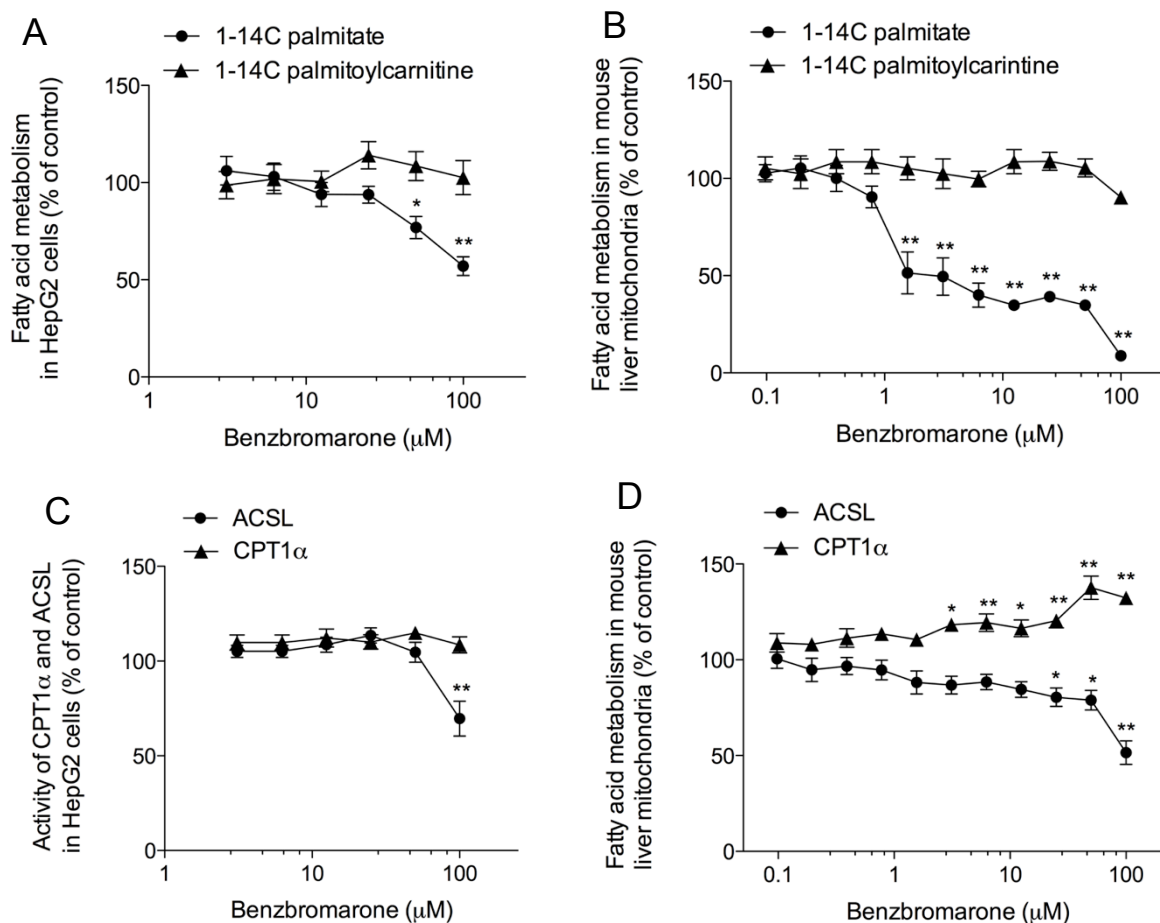 A
1-14C palmitate
1-14C palmitoylcarnitine
Fatty acid metabolism
in HepG2 cells (% of control)
150
100
50
0
* **
1 10 100
Benzbromarone (μM)
B
1-14C palmitate
1-14C palmitoylcarintine
Fatty acid metabolism in mouse
liver mitochondria (% of control)
150
100
50
0
** ** ** ** ** ** **
0.1 1 10 100
Benzbromarone (μM)
C
ACSL
CPT1α
Activity of CPT1α and ACSL
in HepG2 cells (% of control)
150
100
50
0
**
1 10 100
Benzbromarone (μM)
D
ACSL
CPT1α
Fatty acid metabolism in mouse
liver mitochondria (% of control)
150
100
50
0
* ** * ** ** **
* * **
0.1 1 10 100
Benzbromarone (μM)